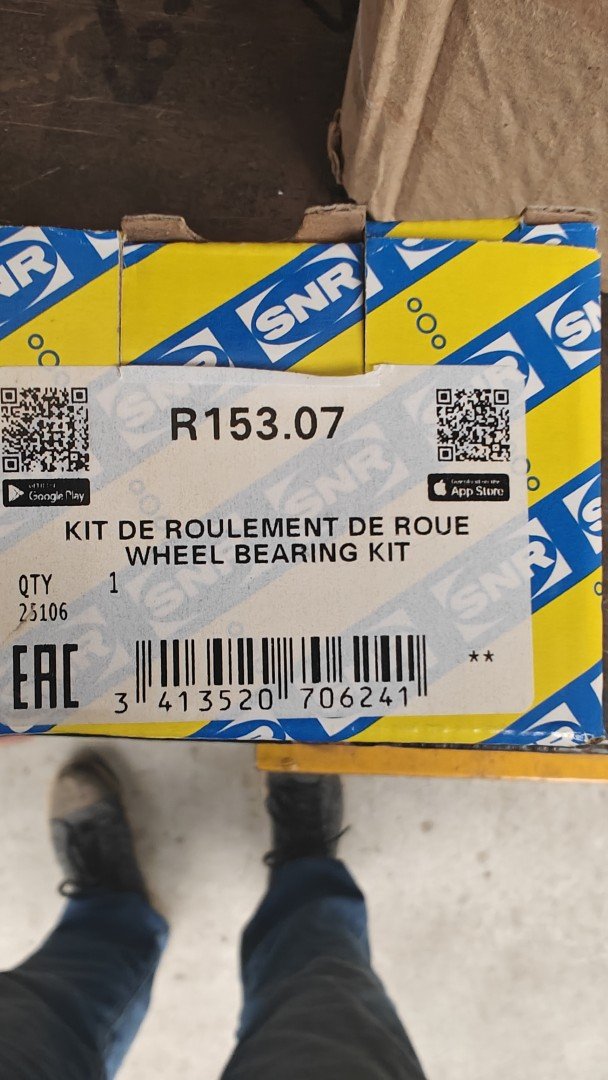 SNR
SNR
R153.07
Google Play
App Store
KIT DE ROULEMENT DE ROUE
WHEEL BEARING KIT
QTY 1
25106
EAC
3 413520 706241
**